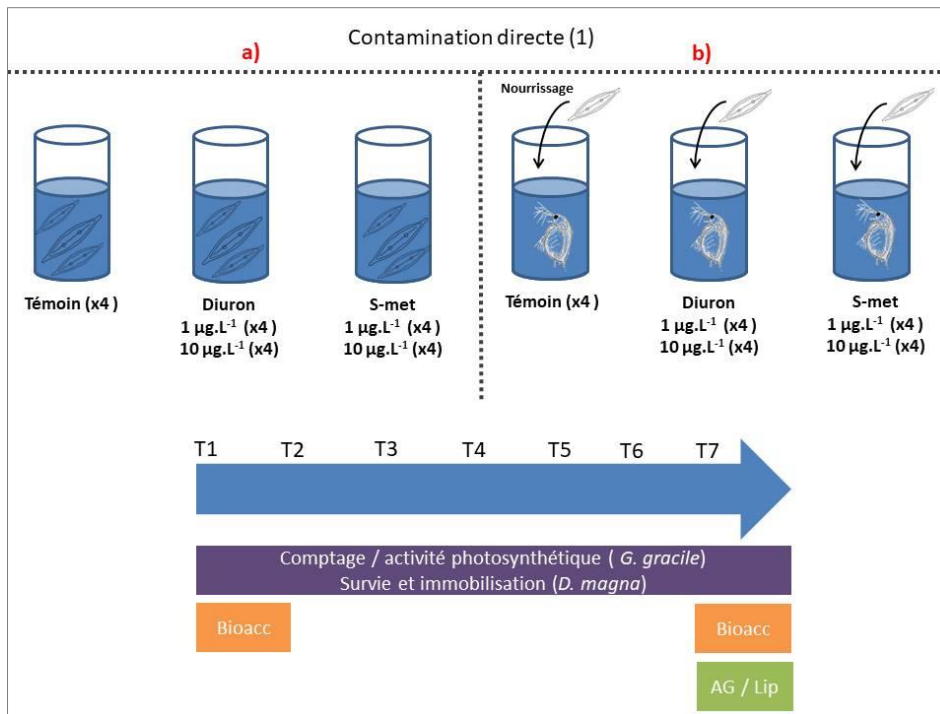 Contamination directe (1)
a)
b)
Nourrissage
Témoin (x4 )
Diuron
1 µg.L⁻¹ (x4 )
10 µg.L⁻¹ (x4)
S-met
1 µg.L⁻¹ (x4 )
10 µg.L⁻¹ (x4)
Témoin (x4 )
Diuron
1 µg.L⁻¹ (x4 )
10 µg.L⁻¹ (x4)
S-met
1 µg.L⁻¹ (x4 )
10 µg.L⁻¹ (x4)
T1 T2 T3 T4 T5 T6 T7
Comptage / activité photosynthétique ( G. gracile)
Survie et immobilisation (D. magna)
Bioacc
Bioacc
AG / Lip